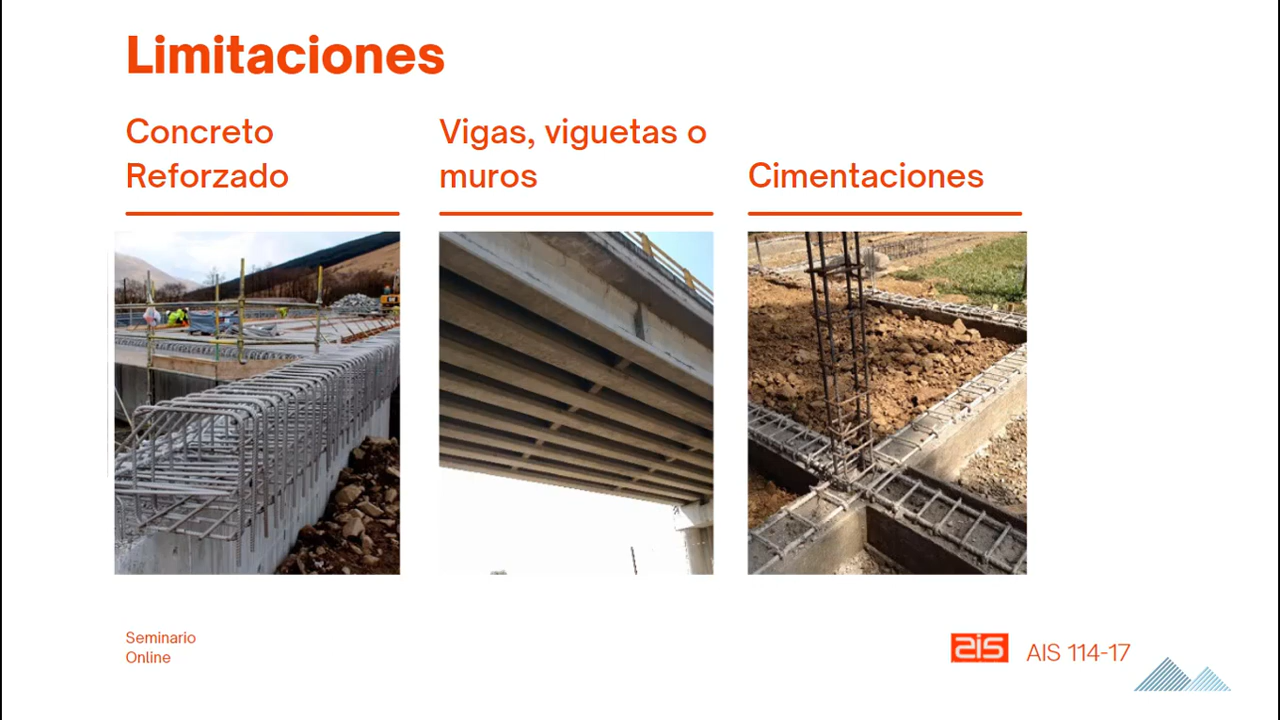 Limitaciones
Concreto
Reforzado
Vigas, viguetas o
muros
Cimentaciones
Seminario
Online
ais
AIS 114-17